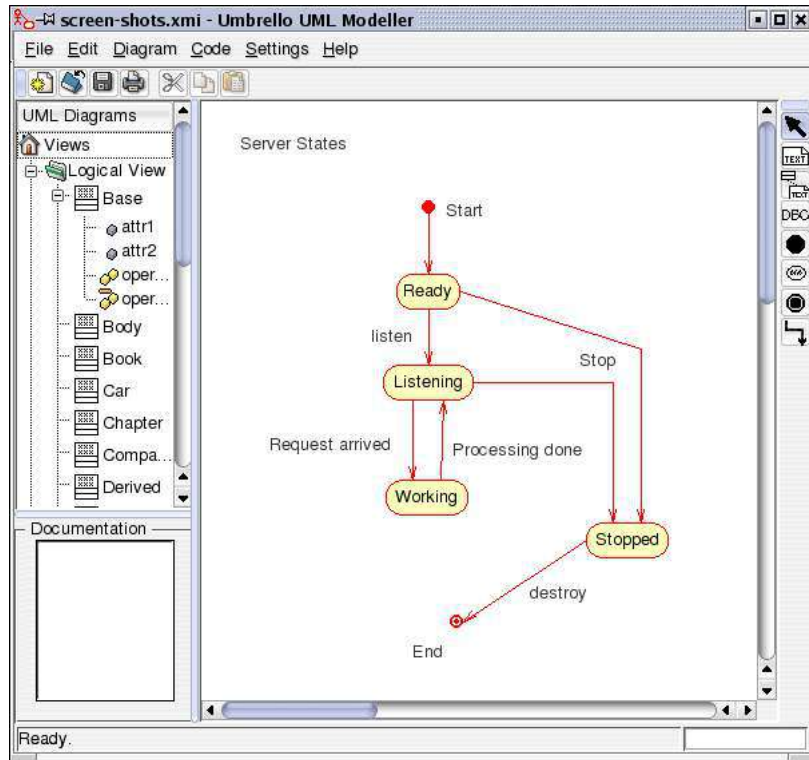 screen-shots.xmi - Umbrello UML Modeller
File Edit Diagram Code Settings Help
UML Diagrams
Views
Logical View
Base
attr1
attr2
oper...
oper...
Body
Book
Car
Chapter
Compa...
Derived
Documentation
Server States
Start
Ready
listen
Stop
Listening
Request arrived
Processing done
Working
Stopped
destroy
End
TEXT
TEXT
DBC
Ready.